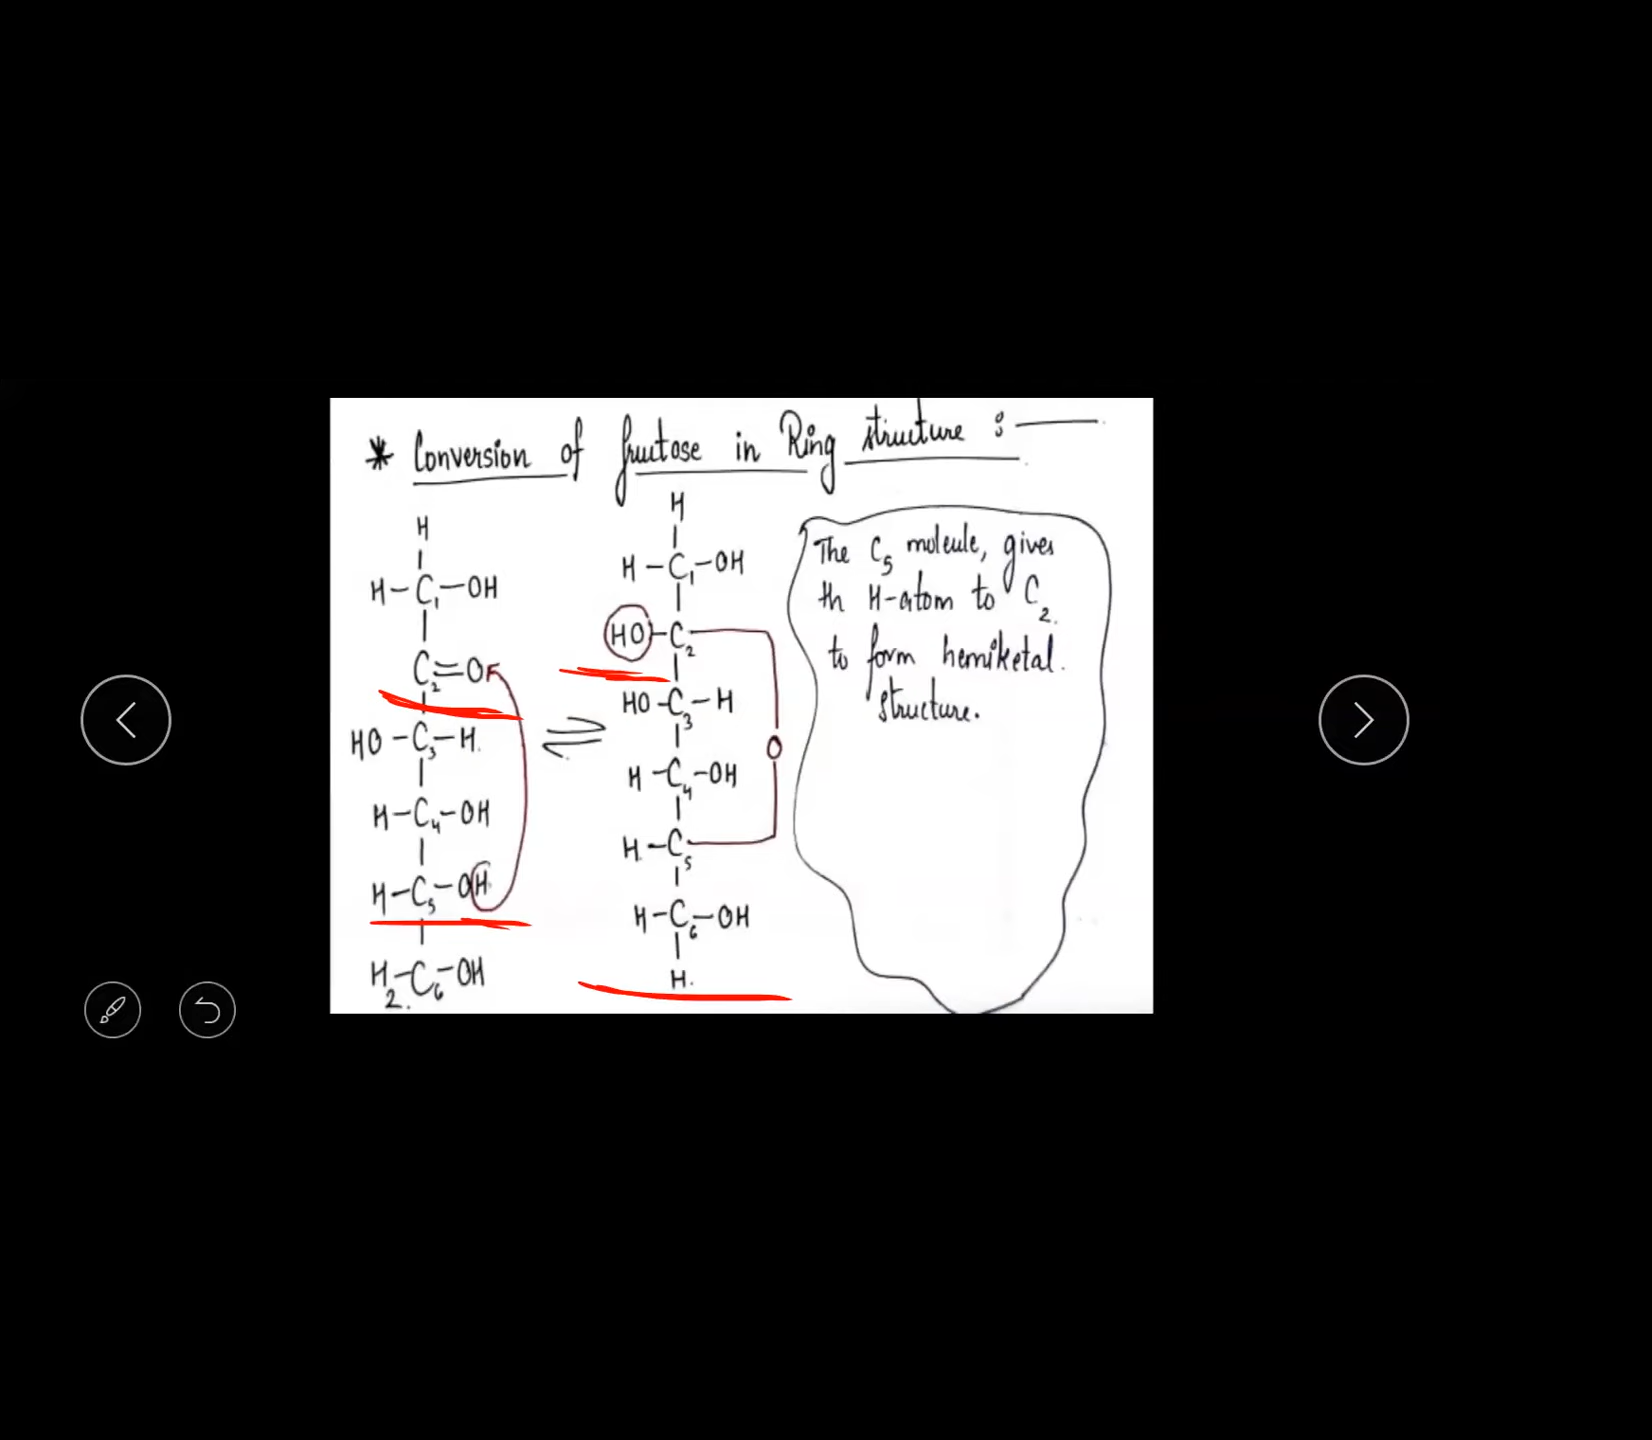 * Conversion of fructose in Ring structure :—
H
H-C1-OH
C2=O
HO-C3-H.
H-C4-OH
H-C5-OH
H2-C6-OH
H
H-C1-OH
HO-C2
HO-C3-H
O
H-C4-OH
H-C5
H-C6-OH
H.
The C5 moleule, gives
th H-atom to C2.
to form hemiketal.
structure.